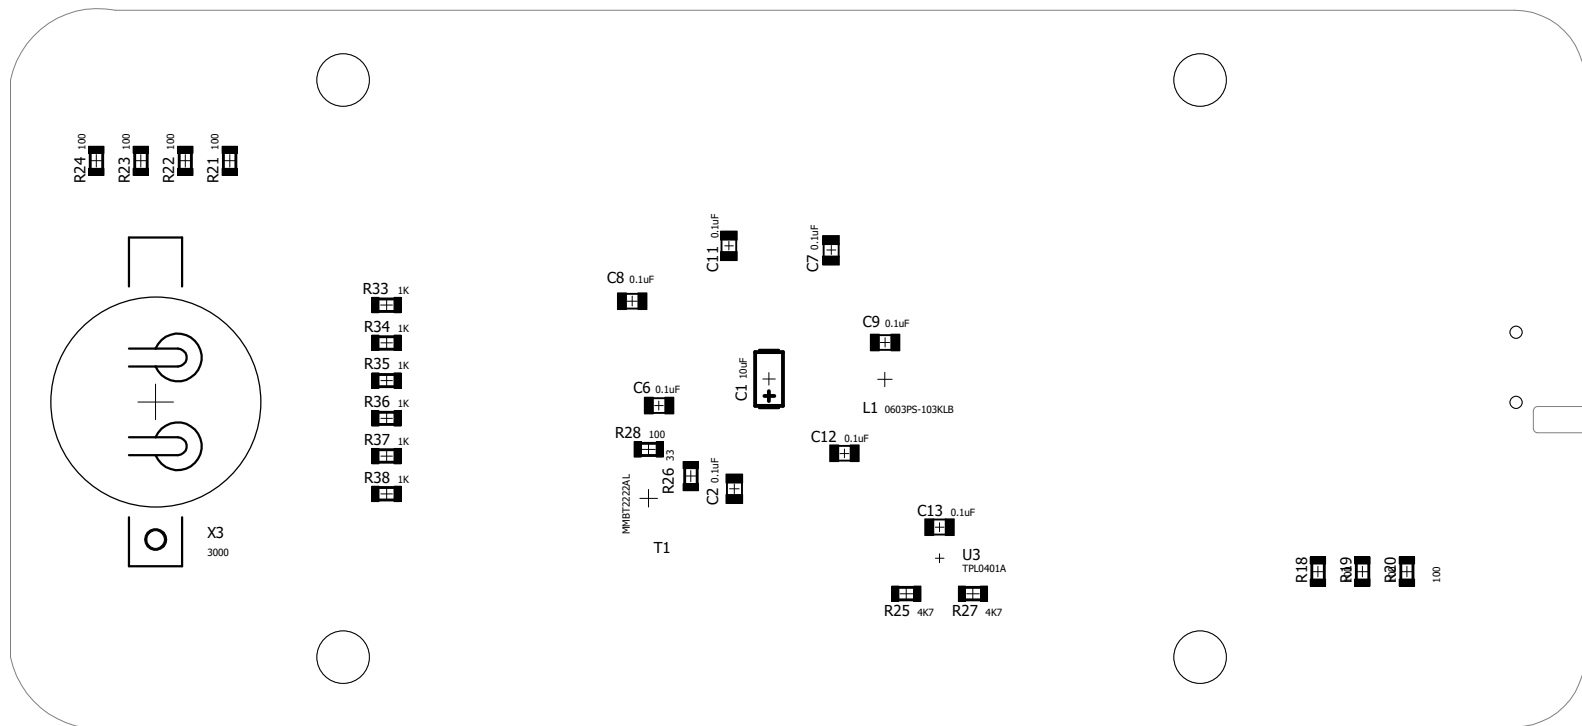 R24 100
R23 100
R22 100
R21 100
C11 0.1uF
C7 0.1uF
C8 0.1uF
R33 1K
C9 0.1uF
R34 1K
R35 1K
C1 10uF
C6 0.1uF
R36 1K
L1 0603PS-103KLB
R28 100
C12 0.1uF
R37 1K
R26 33
C2 0.1uF
R38 1K
MMBT2222AL
T1
C13 0.1uF
X3
3000
U3
TPL0401A
R18
R19
R20
100
R25 4K7
R27 4K7